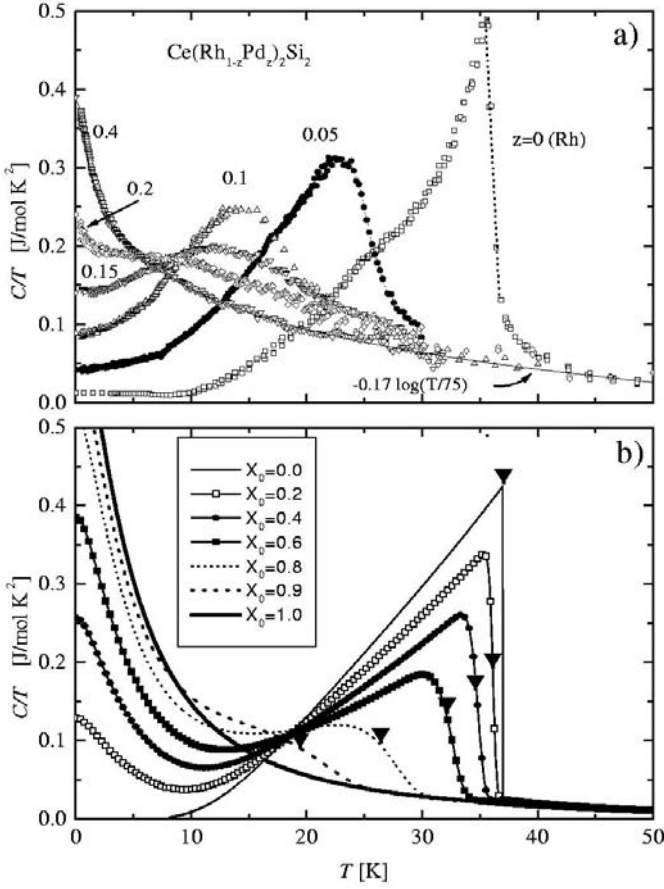 0.5
a)
Ce(Rh1-zPdz)2Si2
0.4
0.4
0.05
z=0 (Rh)
0.3
0.2
0.1
0.2
0.15
0.1
-0.17 log(T/75)
0.0
C/T [J/mol K2]
0.5
b)
X0=0.0
X0=0.2
X0=0.4
X0=0.6
X0=0.8
X0=0.9
X0=1.0
0.4
0.3
0.2
0.1
0.0
C/T [J/mol K2]
0 10 20 30 40 50
T [K]